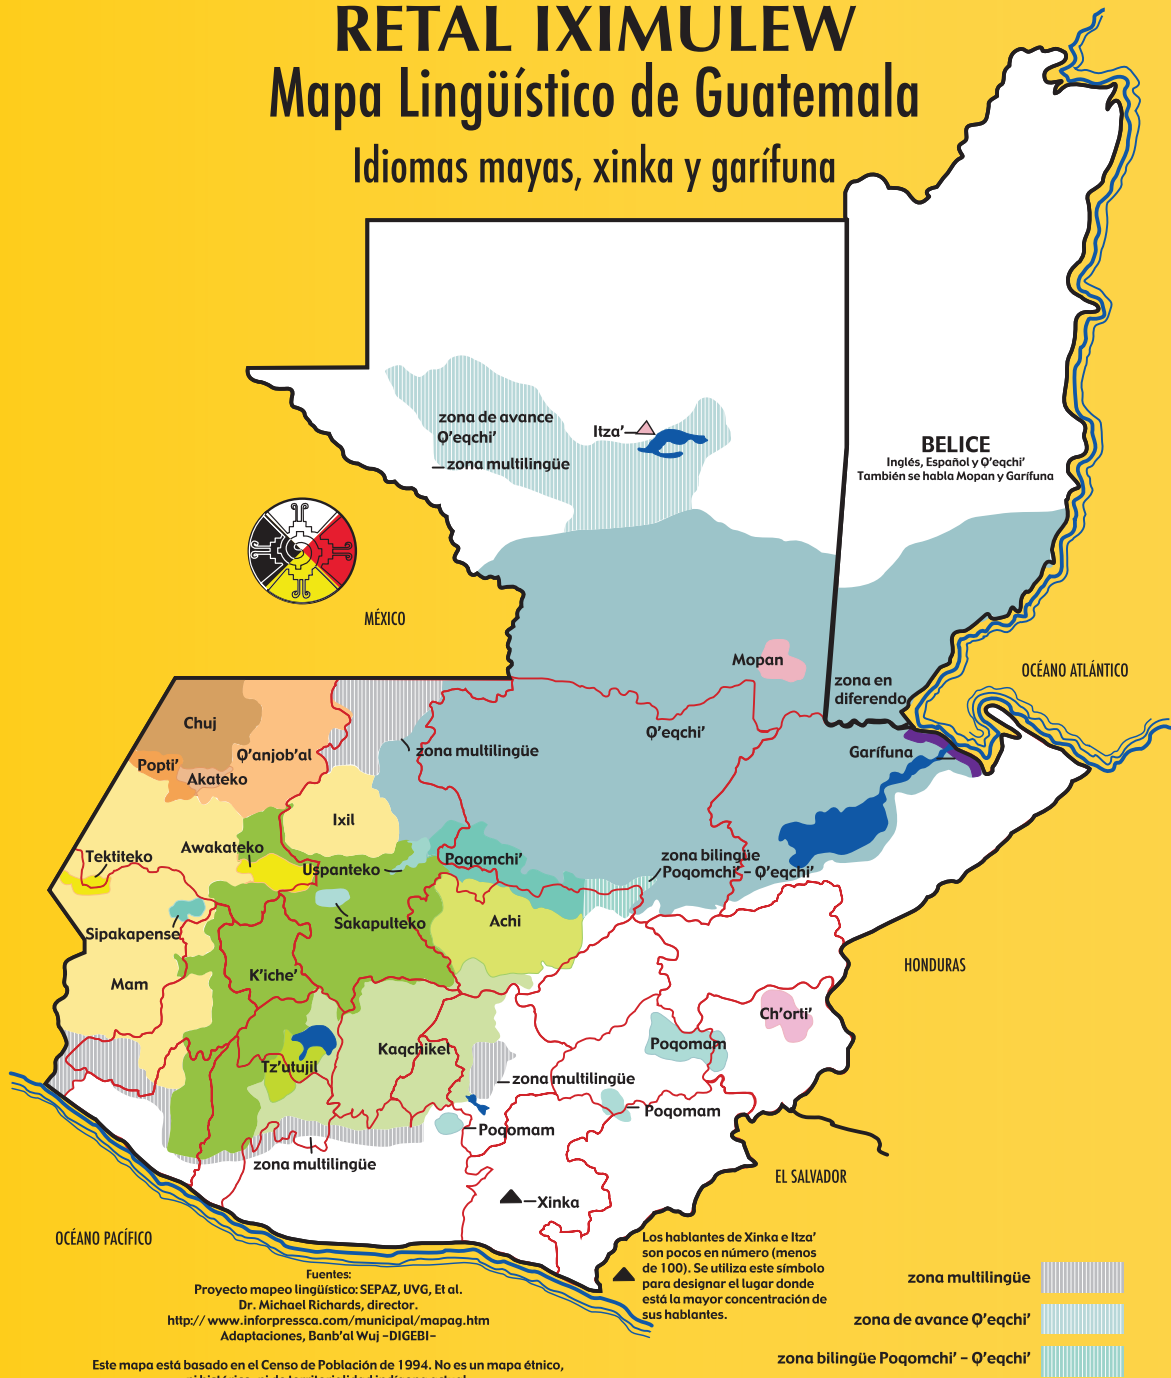 RETAL IXIMULEW
Mapa Lingüístico de Guatemala
Idiomas mayas, xinka y garífuna
zona de avance
Q'eqchi'
zona multilingüe
Itza'
BELICE
Inglés, Español y Q'eqchi'
También se habla Mopan y Garífuna
MÉXICO
Mopan
zona en
diferendo
OCÉANO ATLÁNTICO
Chuj
Q'anjob'al
Popti'
Akateko
zona multilingüe
Q'eqchi'
Garífuna
Ixil
Tektiteko
Awakateko
Uspanteko
Poqomchi'
zona bilingüe
Poqomchi' – Q'eqchi'
Sipakapense
Sakapulteko
Achi
Mam
K'iche'
HONDURAS
Ch'orti'
Kaqchikel
Poqomam
Tz'utujil
zona multilingüe
Poqomam
Poqomam
zona multilingüe
EL SALVADOR
Xinka
OCÉANO PACÍFICO
Los hablantes de Xinka e Itza'
son pocos en número (menos
de 100). Se utiliza este símbolo
para designar el lugar donde
está la mayor concentración de
sus hablantes.
Fuentes:
Proyecto mapeo lingüístico: SEPAZ, UVG, Et al.
Dr. Michael Richards, director.
http:// www.inforpressca.com/municipal/mapag.htm
Adaptaciones, Banb'al Wuj –DIGEBI–
zona multilingüe
zona de avance Q'eqchi'
zona bilingüe Poqomchi' – Q'eqchi'
Este mapa está basado en el Censo de Población de 1994. No es un mapa étnico,